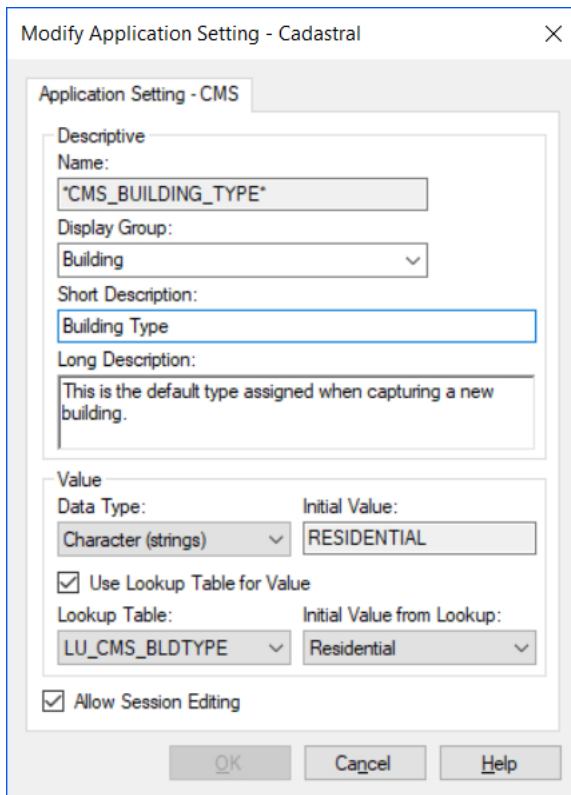 Modify Application Setting - Cadastral
Application Setting - CMS
Descriptive
Name:
*CMS_BUILDING_TYPE*
Display Group:
Building
Short Description:
Building Type
Long Description:
This is the default type assigned when capturing a new
building.
Value
Data Type: Initial Value:
Character (strings) RESIDENTIAL
Use Lookup Table for Value
Lookup Table: Initial Value from Lookup:
LU_CMS_BLDTYPE Residential
Allow Session Editing
OK Cancel Help